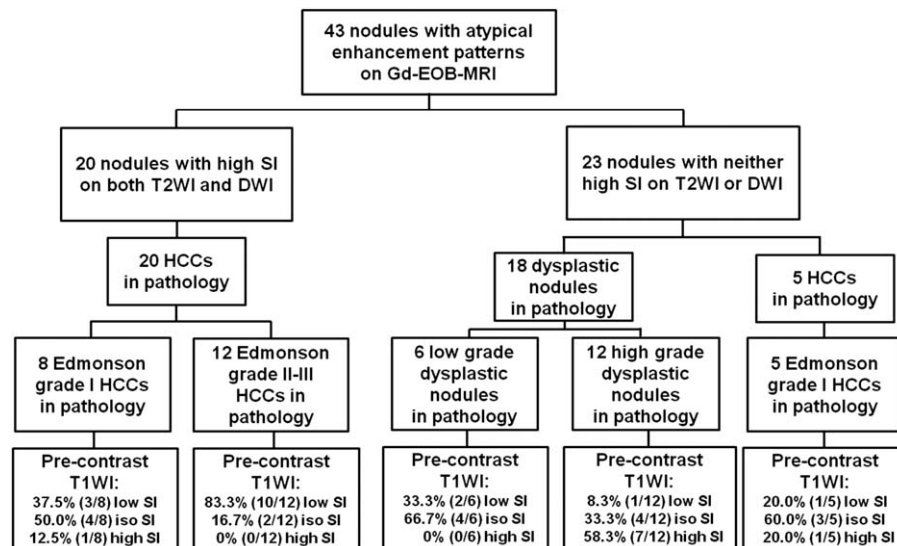 43 nodules with atypical
enhancement patterns
on Gd-EOB-MRI
20 nodules with high SI
on both T2WI and DWI
23 nodules with neither
high SI on T2WI or DWI
20 HCCs
in pathology
18 dysplastic
nodules
in pathology
5 HCCs
in pathology
8 Edmonson
grade I HCCs
in pathology
12 Edmonson
grade II-III
HCCs in
pathology
6 low grade
dysplastic
nodules
in pathology
12 high grade
dysplastic
nodules
in pathology
5 Edmonson
grade I HCCs
in pathology
Pre-contrast
T1WI:
37.5% (3/8) low SI
50.0% (4/8) iso SI
12.5% (1/8) high SI
Pre-contrast
T1WI:
83.3% (10/12) low SI
16.7% (2/12) iso SI
0% (0/12) high SI
Pre-contrast
T1WI:
33.3% (2/6) low SI
66.7% (4/6) iso SI
0% (0/6) high SI
Pre-contrast
T1WI:
8.3% (1/12) low SI
33.3% (4/12) iso SI
58.3% (7/12) high SI
Pre-contrast
T1WI:
20.0% (1/5) low SI
60.0% (3/5) iso SI
20.0% (1/5) high SI